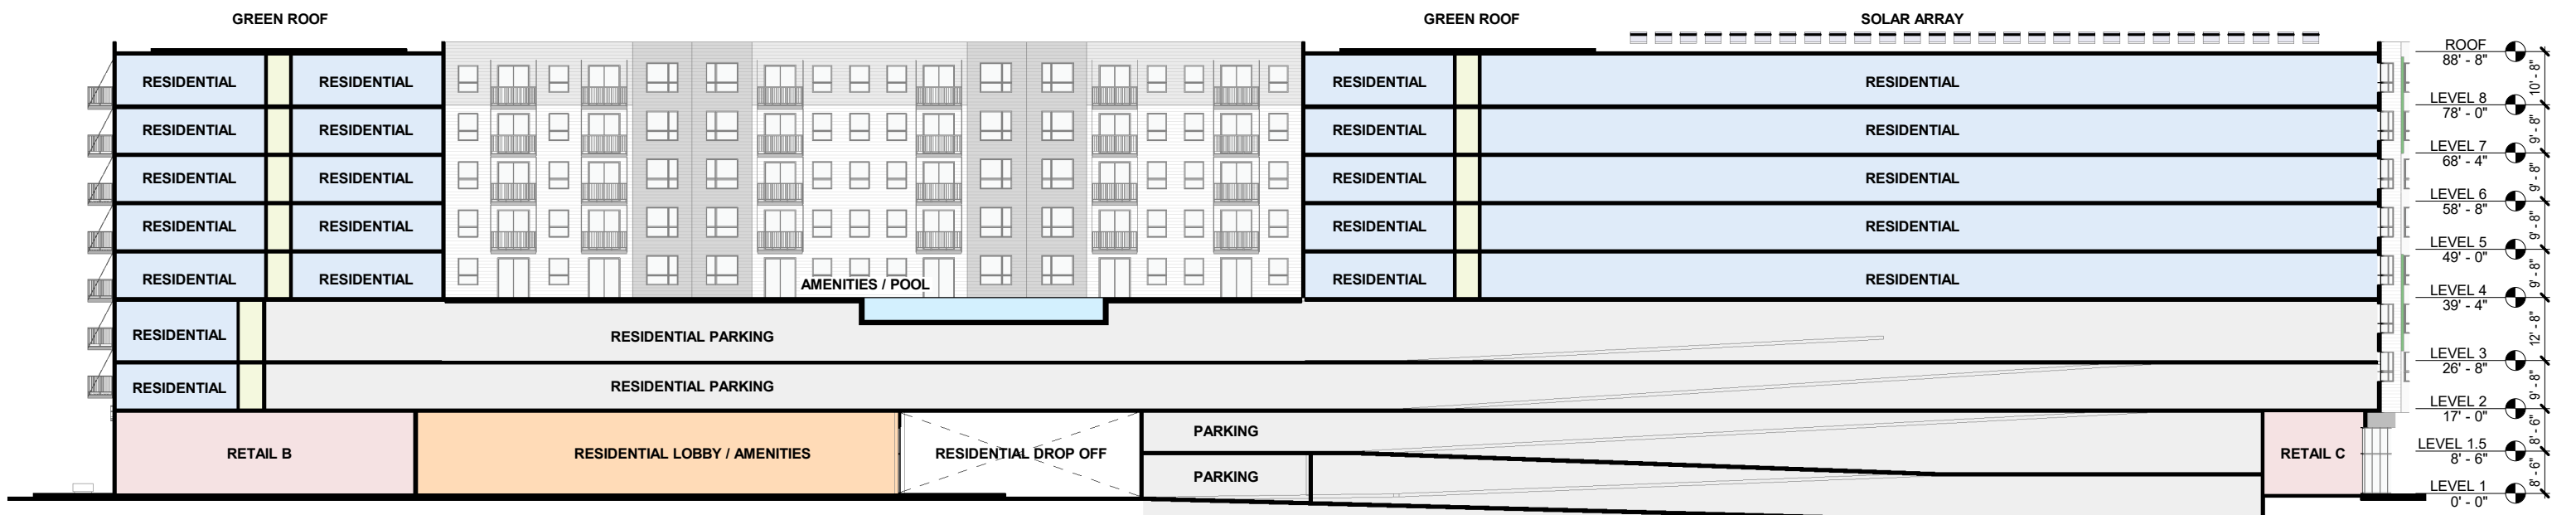 GREEN ROOF
GREEN ROOF
SOLAR ARRAY
ROOF
88' - 8"
10' - 8"
RESIDENTIAL
RESIDENTIAL
RESIDENTIAL
RESIDENTIAL
LEVEL 8
78' - 0"
9' - 8"
RESIDENTIAL
RESIDENTIAL
RESIDENTIAL
RESIDENTIAL
LEVEL 7
68' - 4"
9' - 8"
RESIDENTIAL
RESIDENTIAL
RESIDENTIAL
RESIDENTIAL
LEVEL 6
58' - 8"
9' - 8"
RESIDENTIAL
RESIDENTIAL
RESIDENTIAL
RESIDENTIAL
LEVEL 5
49' - 0"
9' - 8"
RESIDENTIAL
RESIDENTIAL
AMENITIES / POOL
RESIDENTIAL
RESIDENTIAL
LEVEL 4
39' - 4"
12' - 8"
RESIDENTIAL
RESIDENTIAL PARKING
LEVEL 3
26' - 8"
9' - 8"
RESIDENTIAL
RESIDENTIAL PARKING
LEVEL 2
17' - 0"
8' - 6"
PARKING
LEVEL 1.5
8' - 6"
RETAIL B
RESIDENTIAL LOBBY / AMENITIES
RESIDENTIAL DROP OFF
RETAIL C
PARKING
8' - 6"
LEVEL 1
0' - 0"